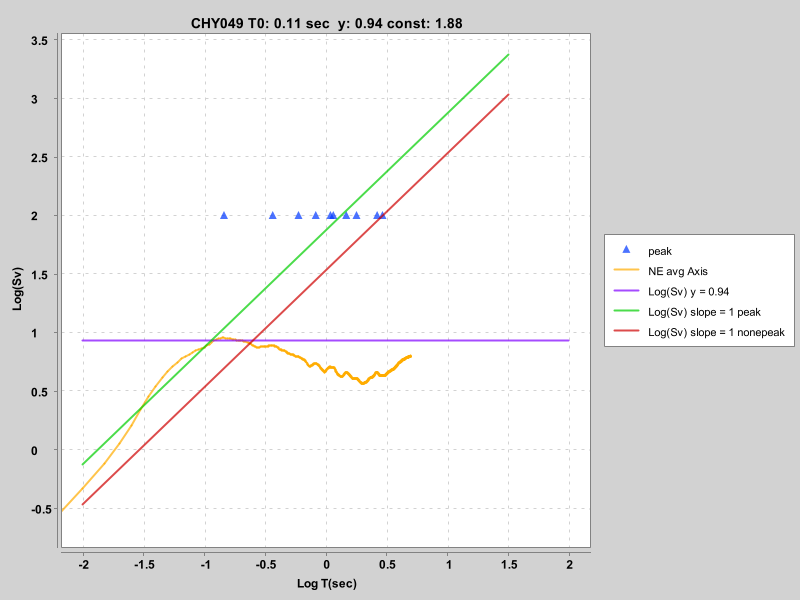 CHY049 T0: 0.11 sec  y: 0.94 const: 1.88
3.5
3
2.5
2
1.5
1
0.5
0
-0.5
Log(Sv)
-2 -1.5 -1 -0.5 0 0.5 1 1.5 2
Log T(sec)
peak
NE avg Axis
Log(Sv) y = 0.94
Log(Sv) slope = 1 peak
Log(Sv) slope = 1 nonepeak